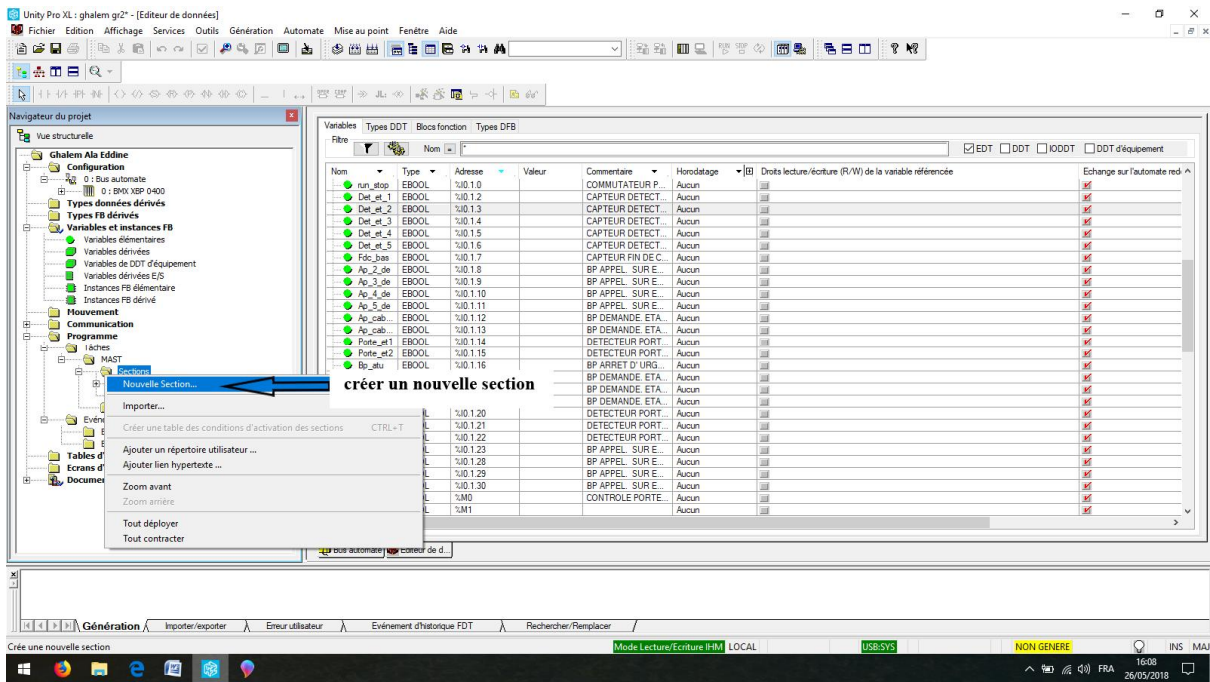 Unity Pro XL : ghalem gr2* - [Editeur de données]
Fichier Edition Affichage Services Outils Génération Automate Mise au point Fenêtre Aide
Navigateur du projet
Vue structurelle
Ghalem Ala Eddine
Configuration
0 : Bus automate
0 : BMX XBP 0400
Types données dérivés
Types FB dérivés
Variables et instances FB
Variables élémentaires
Variables dérivées
Variables de DDT d'équipement
Variables dérivées E/S
Instances FB élémentaire
Instances FB dérivé
Mouvement
Communication
Programme
Tâches
MAST
Sections
Nouvelle Section...
Importer...
Créer une table des conditions d'activation des sections CTRL+T
Ajouter un répertoire utilisateur ...
Ajouter lien hypertexte ...
Zoom avant
Zoom arrière
Tout déployer
Tout contracter
créer un nouvelle section
Variables Types DDT Blocs fonction Types DFB
Filtre
Nom = *
EDT DDT IODDT DDT d'équipement
Nom Type Adresse Valeur Commentaire Horodatage Droits lecture/écriture (R/W) de la variable référencée Echange sur l'automate red
run_stop EBOOL %I0.1.0 COMMUTATEUR P... Aucun
Det_et_1 EBOOL %I0.1.2 CAPTEUR DETECT... Aucun
Det_et_2 EBOOL %I0.1.3 CAPTEUR DETECT... Aucun
Det_et_3 EBOOL %I0.1.4 CAPTEUR DETECT... Aucun
Det_et_4 EBOOL %I0.1.5 CAPTEUR DETECT... Aucun
Det_et_5 EBOOL %I0.1.6 CAPTEUR DETECT... Aucun
Fdc_bas EBOOL %I0.1.7 CAPTEUR FIN DE C... Aucun
Ap_2_de EBOOL %I0.1.8 BP APPEL. SUR E... Aucun
Ap_3_de EBOOL %I0.1.9 BP APPEL. SUR E... Aucun
Ap_4_de EBOOL %I0.1.10 BP APPEL. SUR E... Aucun
Ap_5_de EBOOL %I0.1.11 BP APPEL. SUR E... Aucun
Ap_cab... EBOOL %I0.1.12 BP DEMANDE. ETA... Aucun
Ap_cab... EBOOL %I0.1.13 BP DEMANDE. ETA... Aucun
Porte_et1 EBOOL %I0.1.14 DETECTEUR PORT... Aucun
Porte_et2 EBOOL %I0.1.15 DETECTEUR PORT... Aucun
Bp_atu EBOOL %I0.1.16 BP ARRET D' URG... Aucun
BP DEMANDE. ETA... Aucun
BP DEMANDE. ETA... Aucun
BP DEMANDE. ETA... Aucun
%I0.1.20 DETECTEUR PORT... Aucun
%I0.1.21 DETECTEUR PORT... Aucun
%I0.1.22 DETECTEUR PORT... Aucun
%I0.1.23 BP APPEL. SUR E... Aucun
%I0.1.28 BP APPEL. SUR E... Aucun
%I0.1.29 BP APPEL. SUR E... Aucun
%I0.1.30 BP APPEL. SUR E... Aucun
%M0 CONTROLE PORTE... Aucun
%M1 Aucun
Bus automate Editeur de d...
Génération Importer/exporter Erreur utilisateur Evénement d'historique FDT Rechercher/Remplacer
Crée une nouvelle section Mode Lecture/Ecriture IHM LOCAL USB:SYS NON GENERE INS MAJ
FRA 16:08
26/05/2018